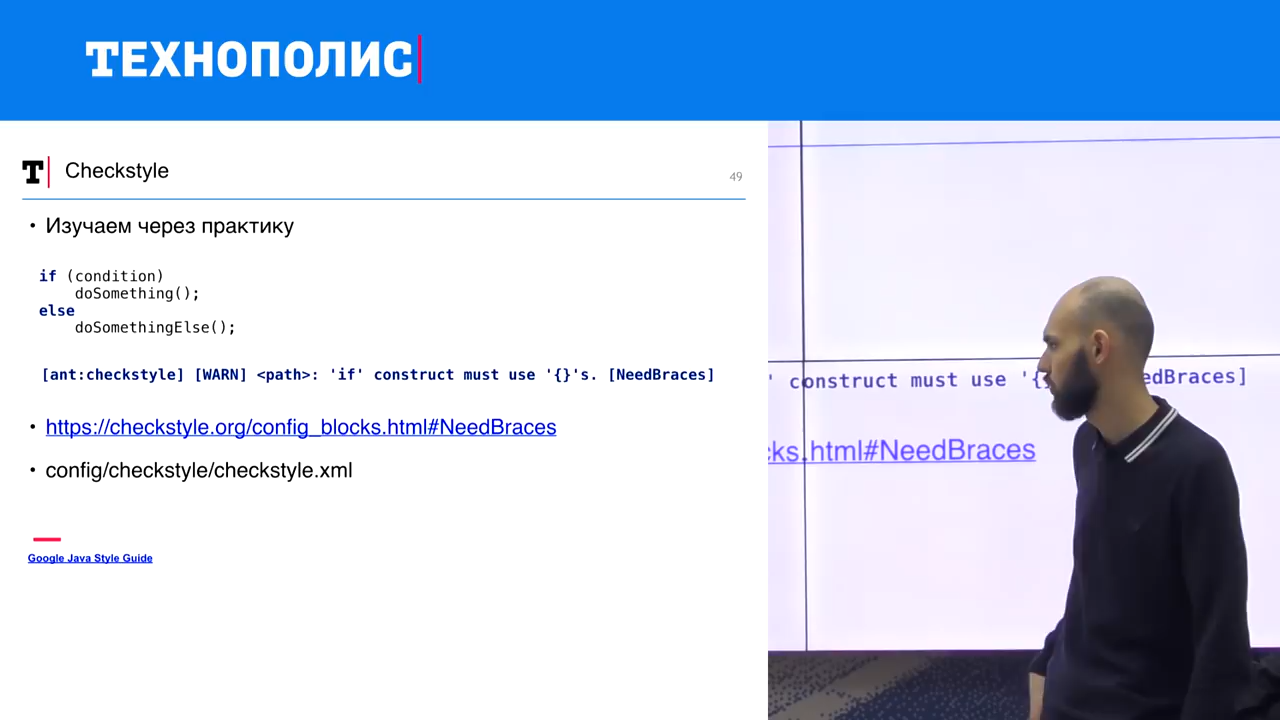 ТЕХНОПОЛИС
T Checkstyle
49
• Изучаем через практику
if (condition)
doSomething();
else
doSomethingElse();
[ant:checkstyle] [WARN] <path>: 'if' construct must use '{}'s. [NeedBraces]
• https://checkstyle.org/config_blocks.html#NeedBraces
• config/checkstyle/checkstyle.xml
Google Java Style Guide
' construct must use '{ edBraces]
cks.html#NeedBraces